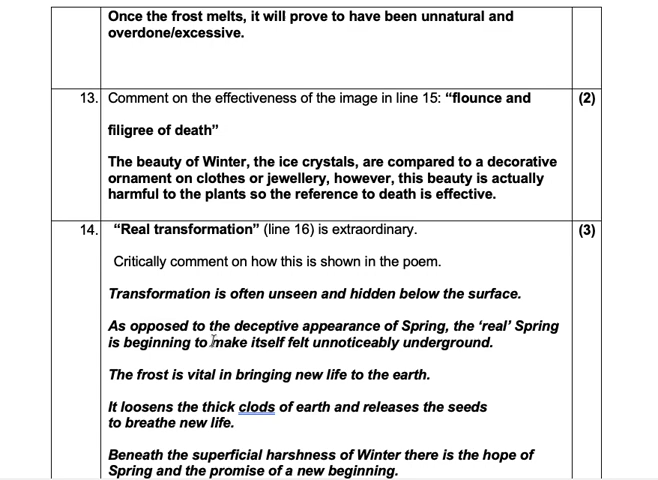 Once the frost melts, it will prove to have been unnatural and
overdone/excessive.
13. Comment on the effectiveness of the image in line 15: “flounce and (2)
filigree of death”
The beauty of Winter, the ice crystals, are compared to a decorative
ornament on clothes or jewellery, however, this beauty is actually
harmful to the plants so the reference to death is effective.
14. “Real transformation” (line 16) is extraordinary. (3)
Critically comment on how this is shown in the poem.
Transformation is often unseen and hidden below the surface.
As opposed to the deceptive appearance of Spring, the ‘real’ Spring
is beginning to make itself felt unnoticeably underground.
The frost is vital in bringing new life to the earth.
It loosens the thick clods of earth and releases the seeds
to breathe new life.
Beneath the superficial harshness of Winter there is the hope of
Spring and the promise of a new beginning.